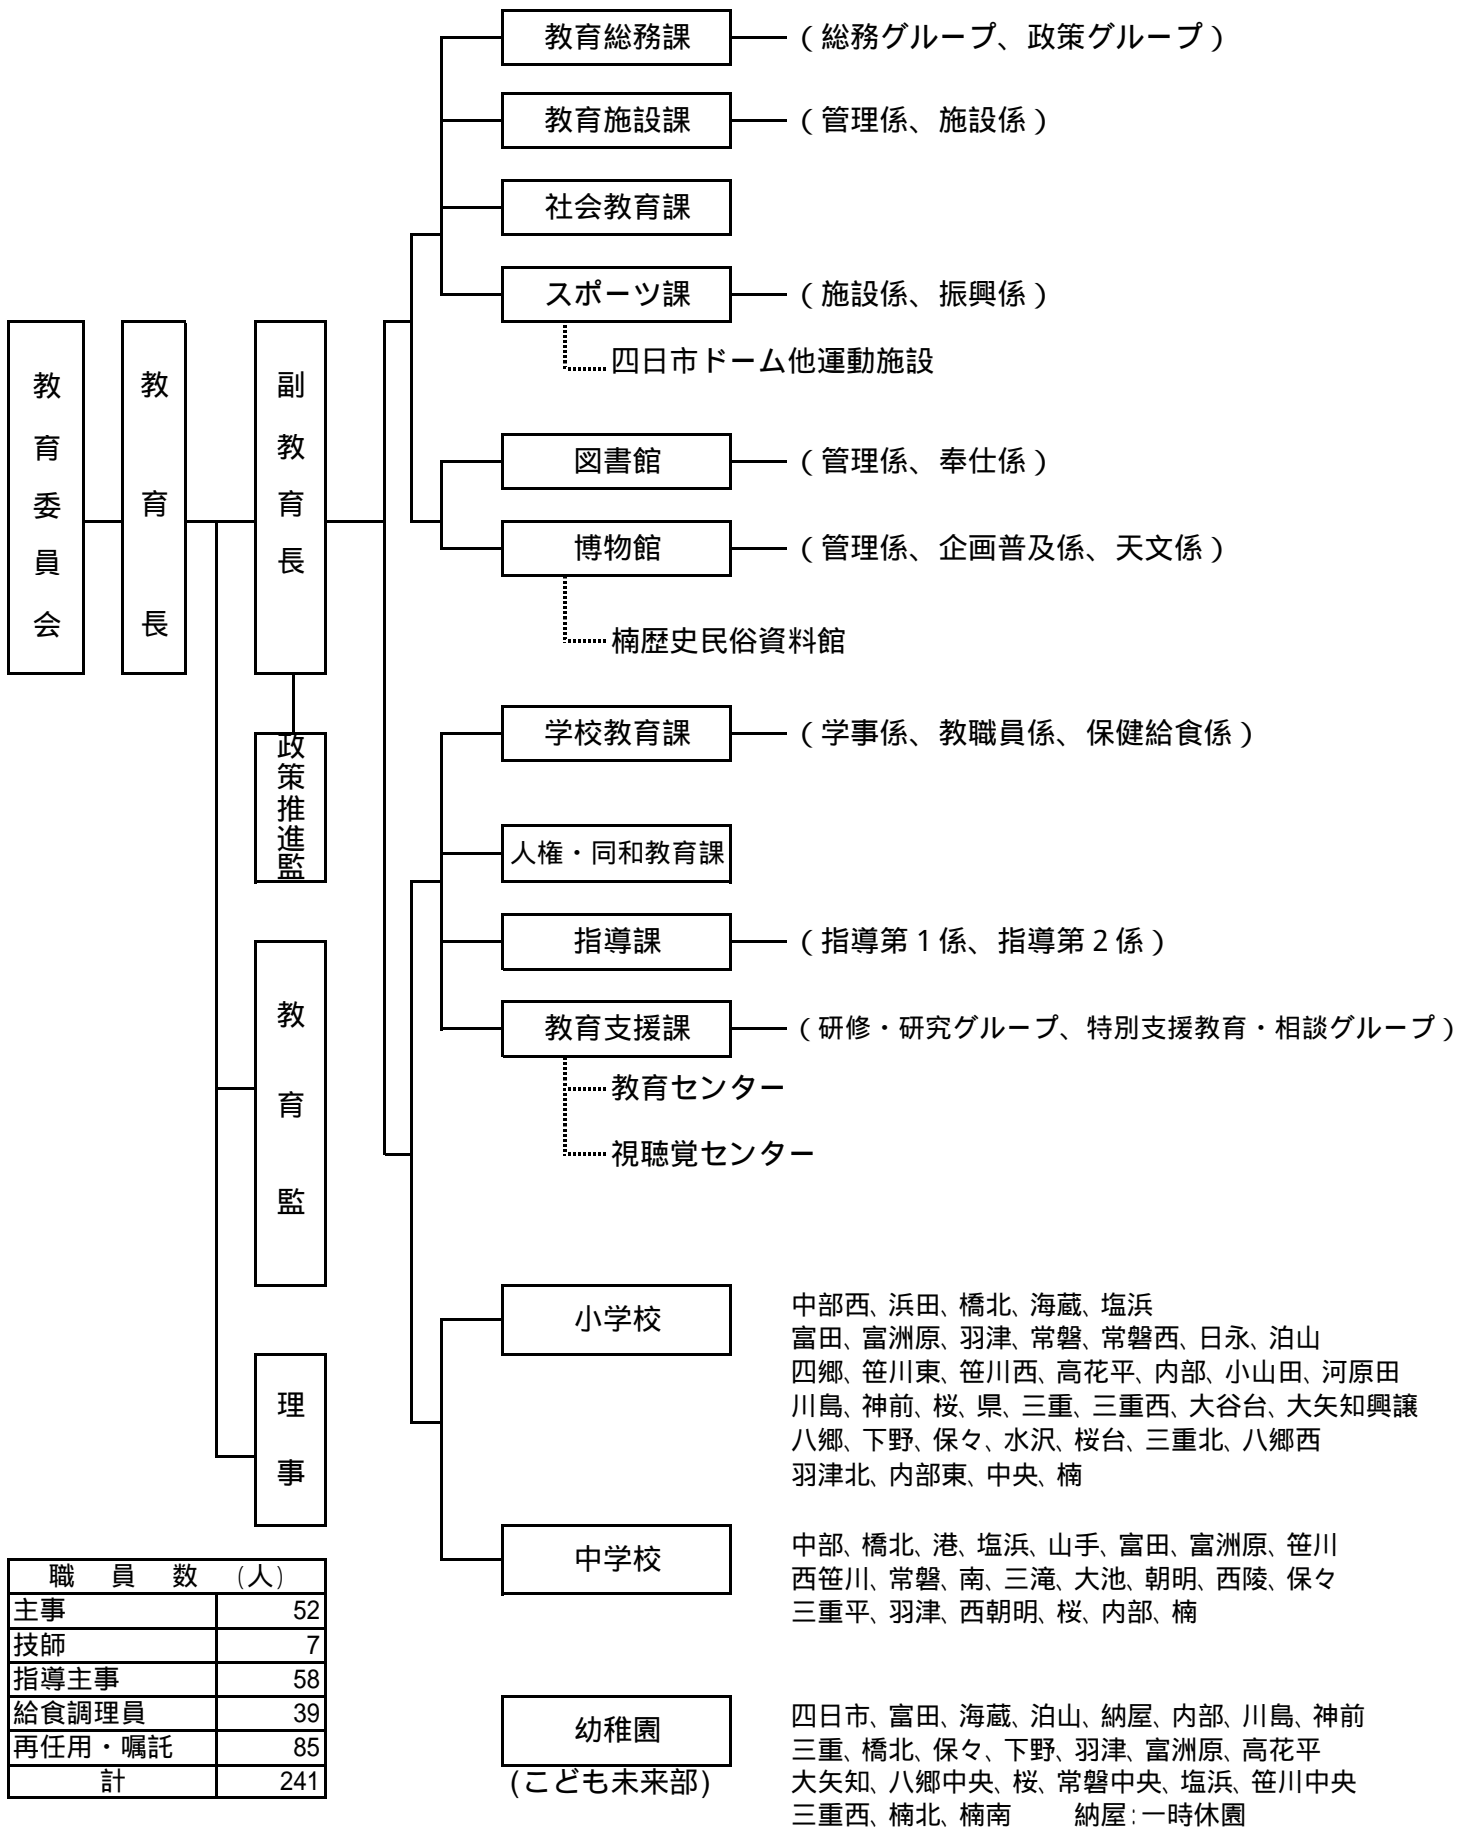 教育総務課 （総務グループ、政策グループ）
教育施設課 （管理係、施設係）
社会教育課
スポーツ課 （施設係、振興係）
四日市ドーム他運動施設
教育委員会
教育長
副教育長
図書館 （管理係、奉仕係）
博物館 （管理係、企画普及係、天文係）
楠歴史民俗資料館
政策推進監
学校教育課 （学事係、教職員係、保健給食係）
人権・同和教育課
指導課 （指導第1係、指導第2係）
教育支援課 （研修・研究グループ、特別支援教育・相談グループ）
教育センター
視聴覚センター
教育監
理事
小学校
中部西、浜田、橋北、海蔵、塩浜
富田、富洲原、羽津、常磐、常磐西、日永、泊山
四郷、笹川東、笹川西、高花平、内部、小山田、河原田
川島、神前、桜、県、三重、三重西、大谷台、大矢知興譲
八郷、下野、保々、水沢、桜台、三重北、八郷西
羽津北、内部東、中央、楠
中学校
中部、橋北、港、塩浜、山手、富田、富洲原、笹川
西笹川、常磐、南、三滝、大池、朝明、西陵、保々
三重平、羽津、西朝明、桜、内部、楠
幼稚園
(こども未来部)
四日市、富田、海蔵、泊山、納屋、内部、川島、神前
三重、橋北、保々、下野、羽津、富洲原、高花平
大矢知、八郷中央、桜、常磐中央、塩浜、笹川中央
三重西、楠北、楠南 納屋:一時休園
職員数 (人)
主事 52
技師 7
指導主事 58
給食調理員 39
再任用・嘱託 85
計 241